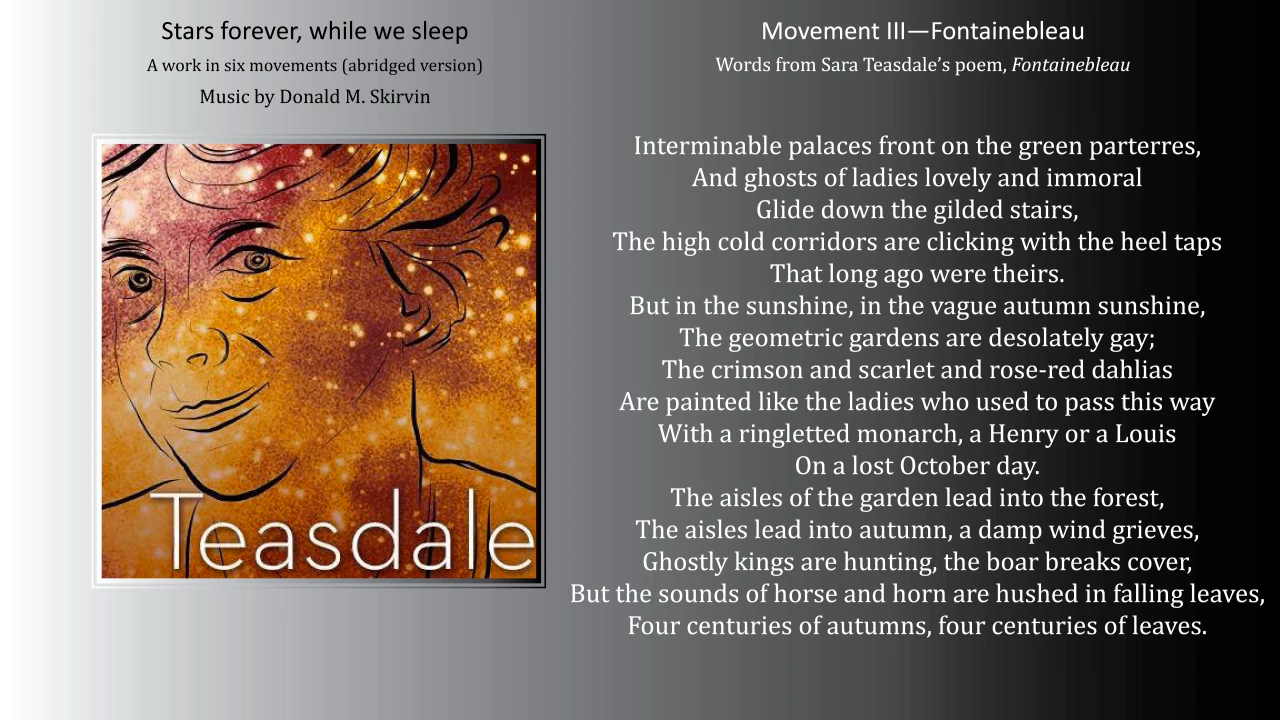 Stars forever, while we sleep
A work in six movements (abridged version)
Music by Donald M. Skirvin
Teasdale
Movement III—Fontainebleau
Words from Sara Teasdale’s poem, Fontainebleau
Interminable palaces front on the green parterres,
And ghosts of ladies lovely and immoral
Glide down the gilded stairs,
The high cold corridors are clicking with the heel taps
That long ago were theirs.
But in the sunshine, in the vague autumn sunshine,
The geometric gardens are desolately gay;
The crimson and scarlet and rose-red dahlias
Are painted like the ladies who used to pass this way
With a ringletted monarch, a Henry or a Louis
On a lost October day.
The aisles of the garden lead into the forest,
The aisles lead into autumn, a damp wind grieves,
Ghostly kings are hunting, the boar breaks cover,
But the sounds of horse and horn are hushed in falling leaves,
Four centuries of autumns, four centuries of leaves.